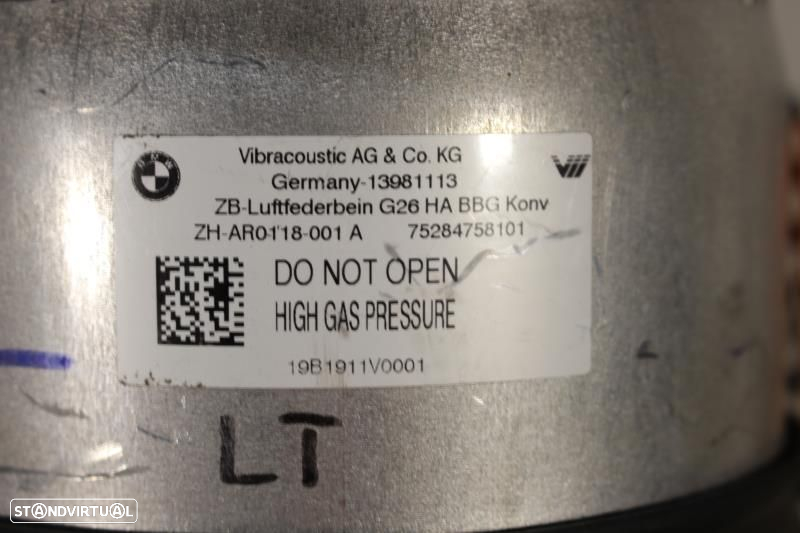 Vibracoustic AG & Co. KG
Germany-13981113
ZB-Luftfederbein G26 HA BBG Konv
ZH-AR0118-001 A 75284758101
DO NOT OPEN
HIGH GAS PRESSURE
19B1911V0001
LT
STANDVIRTUAL